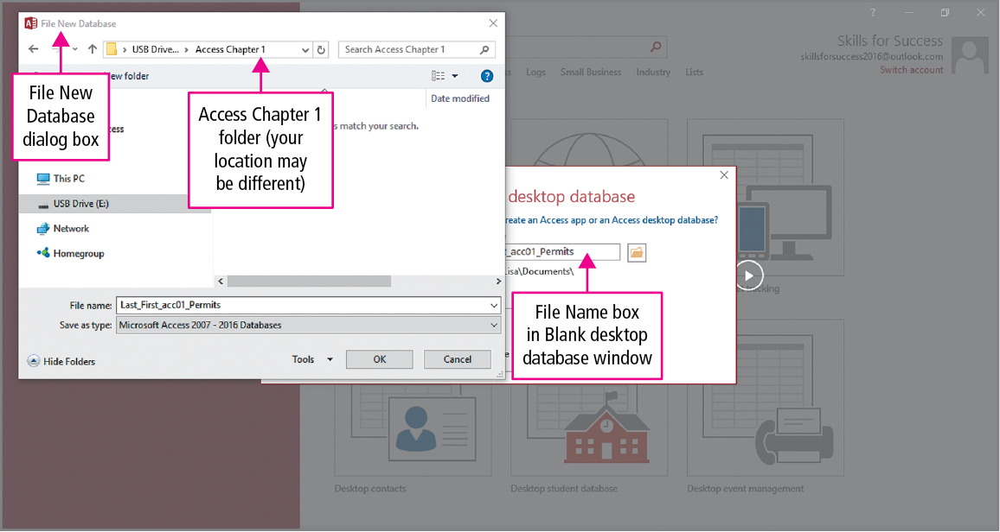 File New Database
USB Drive... › Access Chapter 1
Search Access Chapter 1
ew folder
Date modified
ess
s match your search.
This PC
USB Drive (E:)
Network
Homegroup
File name: Last_First_acc01_Permits
Save as type: Microsoft Access 2007 - 2016 Databases
Hide Folders
Tools
OK
Cancel
File New
Database
dialog box
Access Chapter 1
folder (your
location may
be different)
?
Skills for Success
skillsforsuccess2016@outlook.com
Switch account
ss Logs Small Business Industry Lists
desktop database
reate an Access app or an Access desktop database?
t_acc01_Permits
isa\Documents\
File Name box
in Blank desktop
database window
e
king
Desktop contacts
Desktop student database
Desktop event management